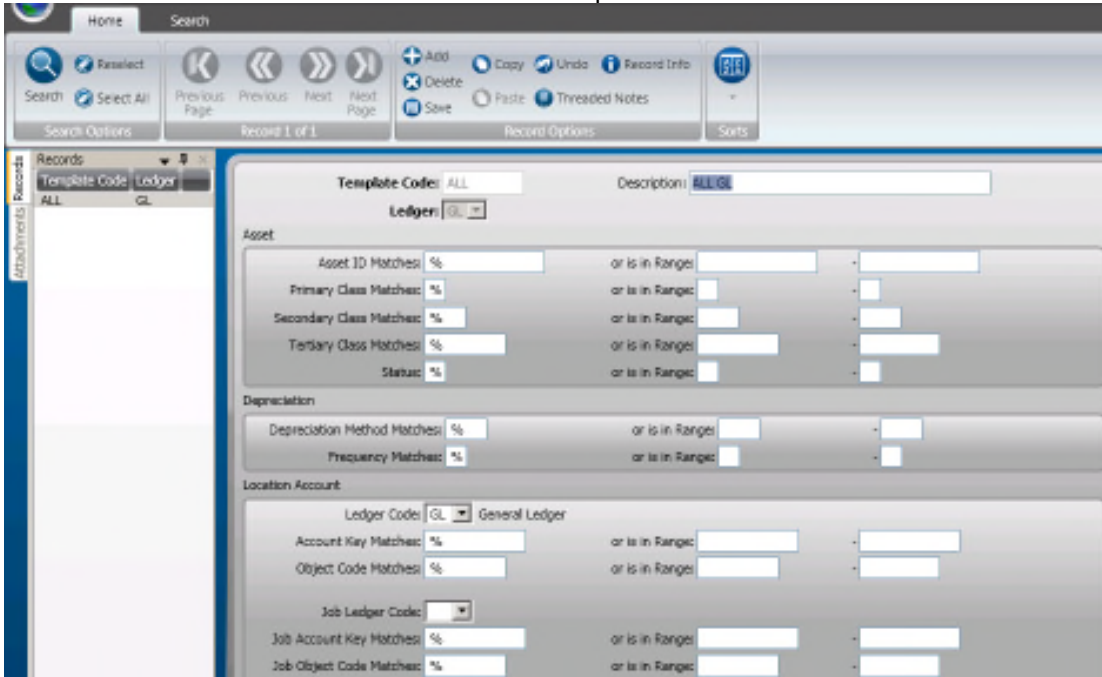 Home Search
Search Reselect Select All
Previous Page Previous Next Next Page
Add Delete Save Copy Paste Undo Threaded Notes Record Info
Search Options Record 1 of 1 Record Options Sorts
Records
Attachments
Records
Template Code Ledger
ALL GL
Template Code: ALL Description: ALL GL
Ledger: GL
Asset
Asset ID Matches: % or is in Range: -
Primary Class Matches: % or is in Range: -
Secondary Class Matches: % or is in Range: -
Tertiary Class Matches: % or is in Range: -
Status: % or is in Range: -
Depreciation
Depreciation Method Matches: % or is in Range: -
Frequency Matches: % or is in Range: -
Location Account
Ledger Code: GL General Ledger
Account Key Matches: % or is in Range: -
Object Code Matches: % or is in Range: -
Job Ledger Code:
Job Account Key Matches: % or is in Range: -
Job Object Code Matches: % or is in Range: -